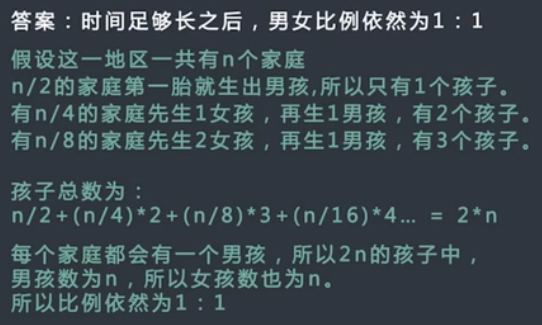 答案：时间足够长之后，男女比例依然为1：1
假设这一地区一共有n个家庭
n/2的家庭第一胎就生出男孩,所以只有1个孩子。
有n/4的家庭先生1女孩，再生1男孩，有2个孩子。
有n/8的家庭先生2女孩，再生1男孩，有3个孩子。
孩子总数为：
n/2+(n/4)*2+(n/8)*3+(n/16)*4… = 2*n
每个家庭都会有一个男孩，所以2n的孩子中，
男孩数为n，所以女孩数也为n。
所以比例依然为1：1